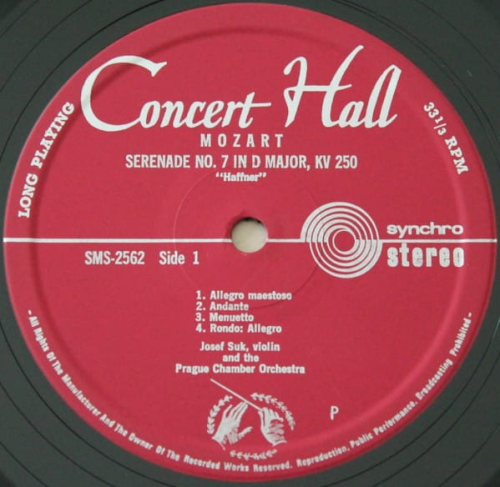 Concert Hall
LONG PLAYING
33 1/3 RPM
MOZART
SERENADE NO. 7 IN D MAJOR, KV 250
"Haffner"
synchro
stereo
SMS-2562 Side 1
1. Allegro maestoso
2. Andante
3. Menuetto
4. Rondo: Allegro
Josef Suk, violin
and the
Prague Chamber Orchestra
P
- All Rights Of The Manufacturer And The Owner Of The Recorded Works Reserved. Reproduction, Public Performance, Broadcasting Prohibited -